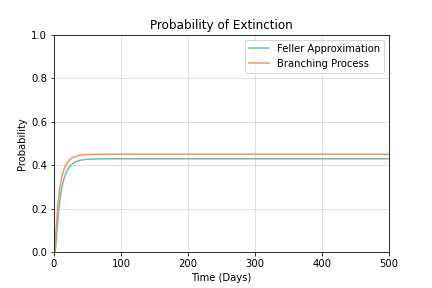 Probability of Extinction
1.0
0.8
0.6
0.4
0.2
0.0
Probability
Feller Approximation
Branching Process
0 100 200 300 400 500
Time (Days)